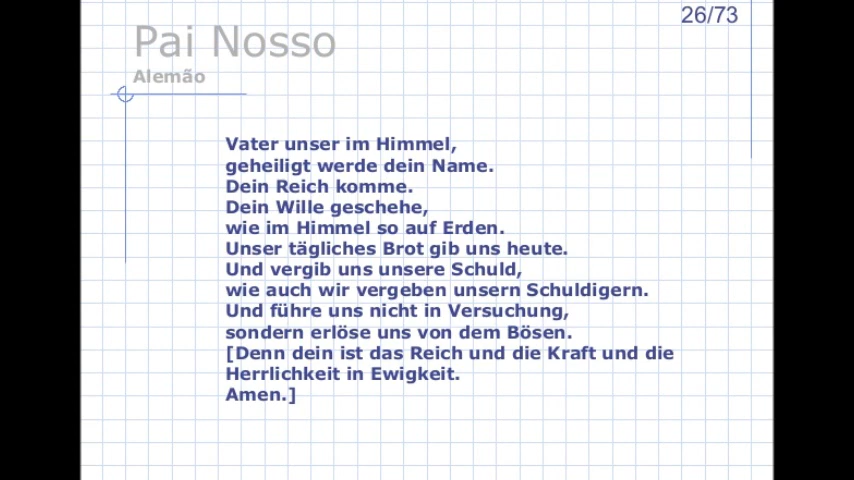 26/73
Pai Nosso
Alemão
Vater unser im Himmel,
geheiligt werde dein Name.
Dein Reich komme.
Dein Wille geschehe,
wie im Himmel so auf Erden.
Unser tägliches Brot gib uns heute.
Und vergib uns unsere Schuld,
wie auch wir vergeben unsern Schuldigern.
Und führe uns nicht in Versuchung,
sondern erlöse uns von dem Bösen.
[Denn dein ist das Reich und die Kraft und die
Herrlichkeit in Ewigkeit.
Amen.]